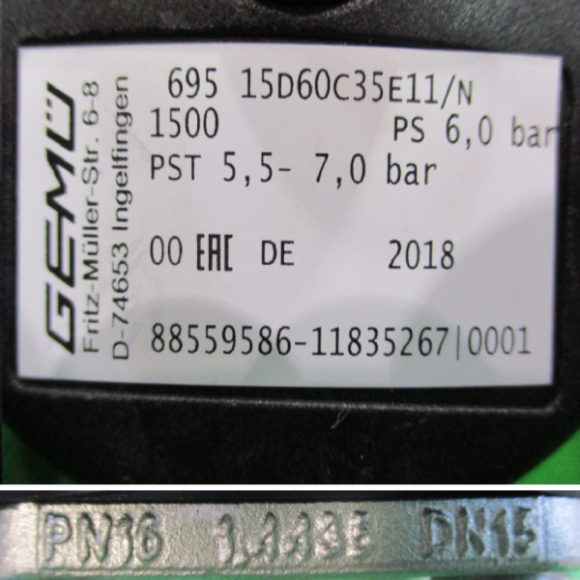 GEMÜ
Fritz-Müller-Str. 6-8
D-74653 Ingelfingen
695 15D60C35E11/N
1500 PS 6,0 bar
PST 5,5- 7,0 bar
00 EAC DE 2018
88559586-11835267|0001
PN16 1.4435 DN15